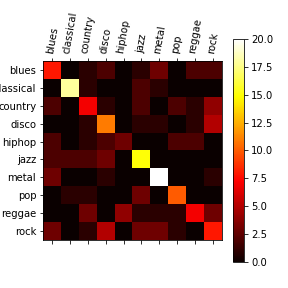 blues classical country disco hiphop jazz metal pop reggae rock
blues
classical
country
disco
hiphop
jazz
metal
pop
reggae
rock
20.0
17.5
15.0
12.5
10.0
7.5
5.0
2.5
0.0